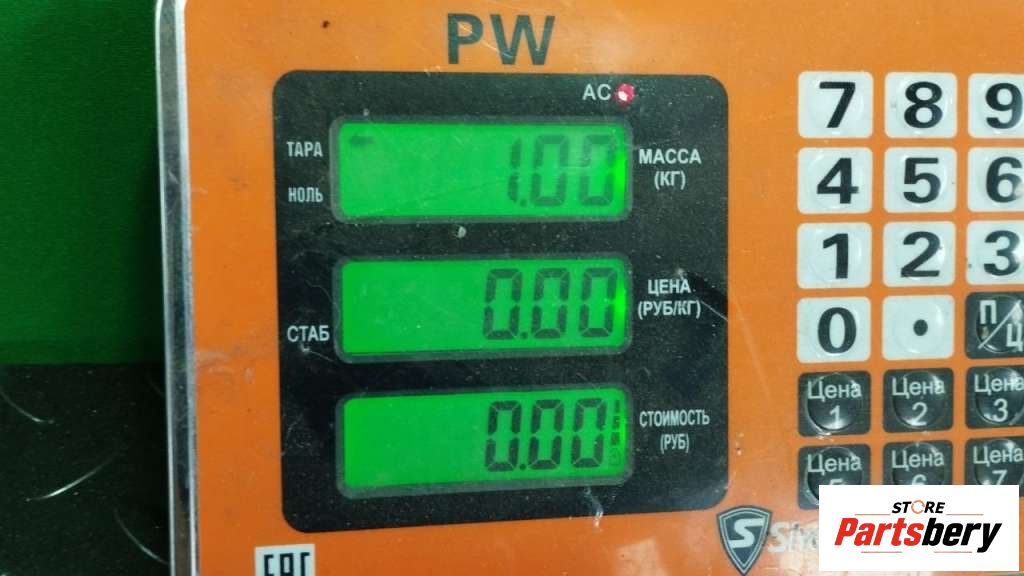 PW
AC
ТАРА
НОЛЬ
1.00
МАССА
(КГ)
СТАБ
0.00
ЦЕНА
(РУБ/КГ)
0.00
СТОИМОСТЬ
(РУБ)
7 8 9
4 5 6
1 2 3
0 . П/Ц
Цена 1
Цена 2
Цена 3
Цена 5
Цена 6
Цена 7
EAC
STORE
Partsbery